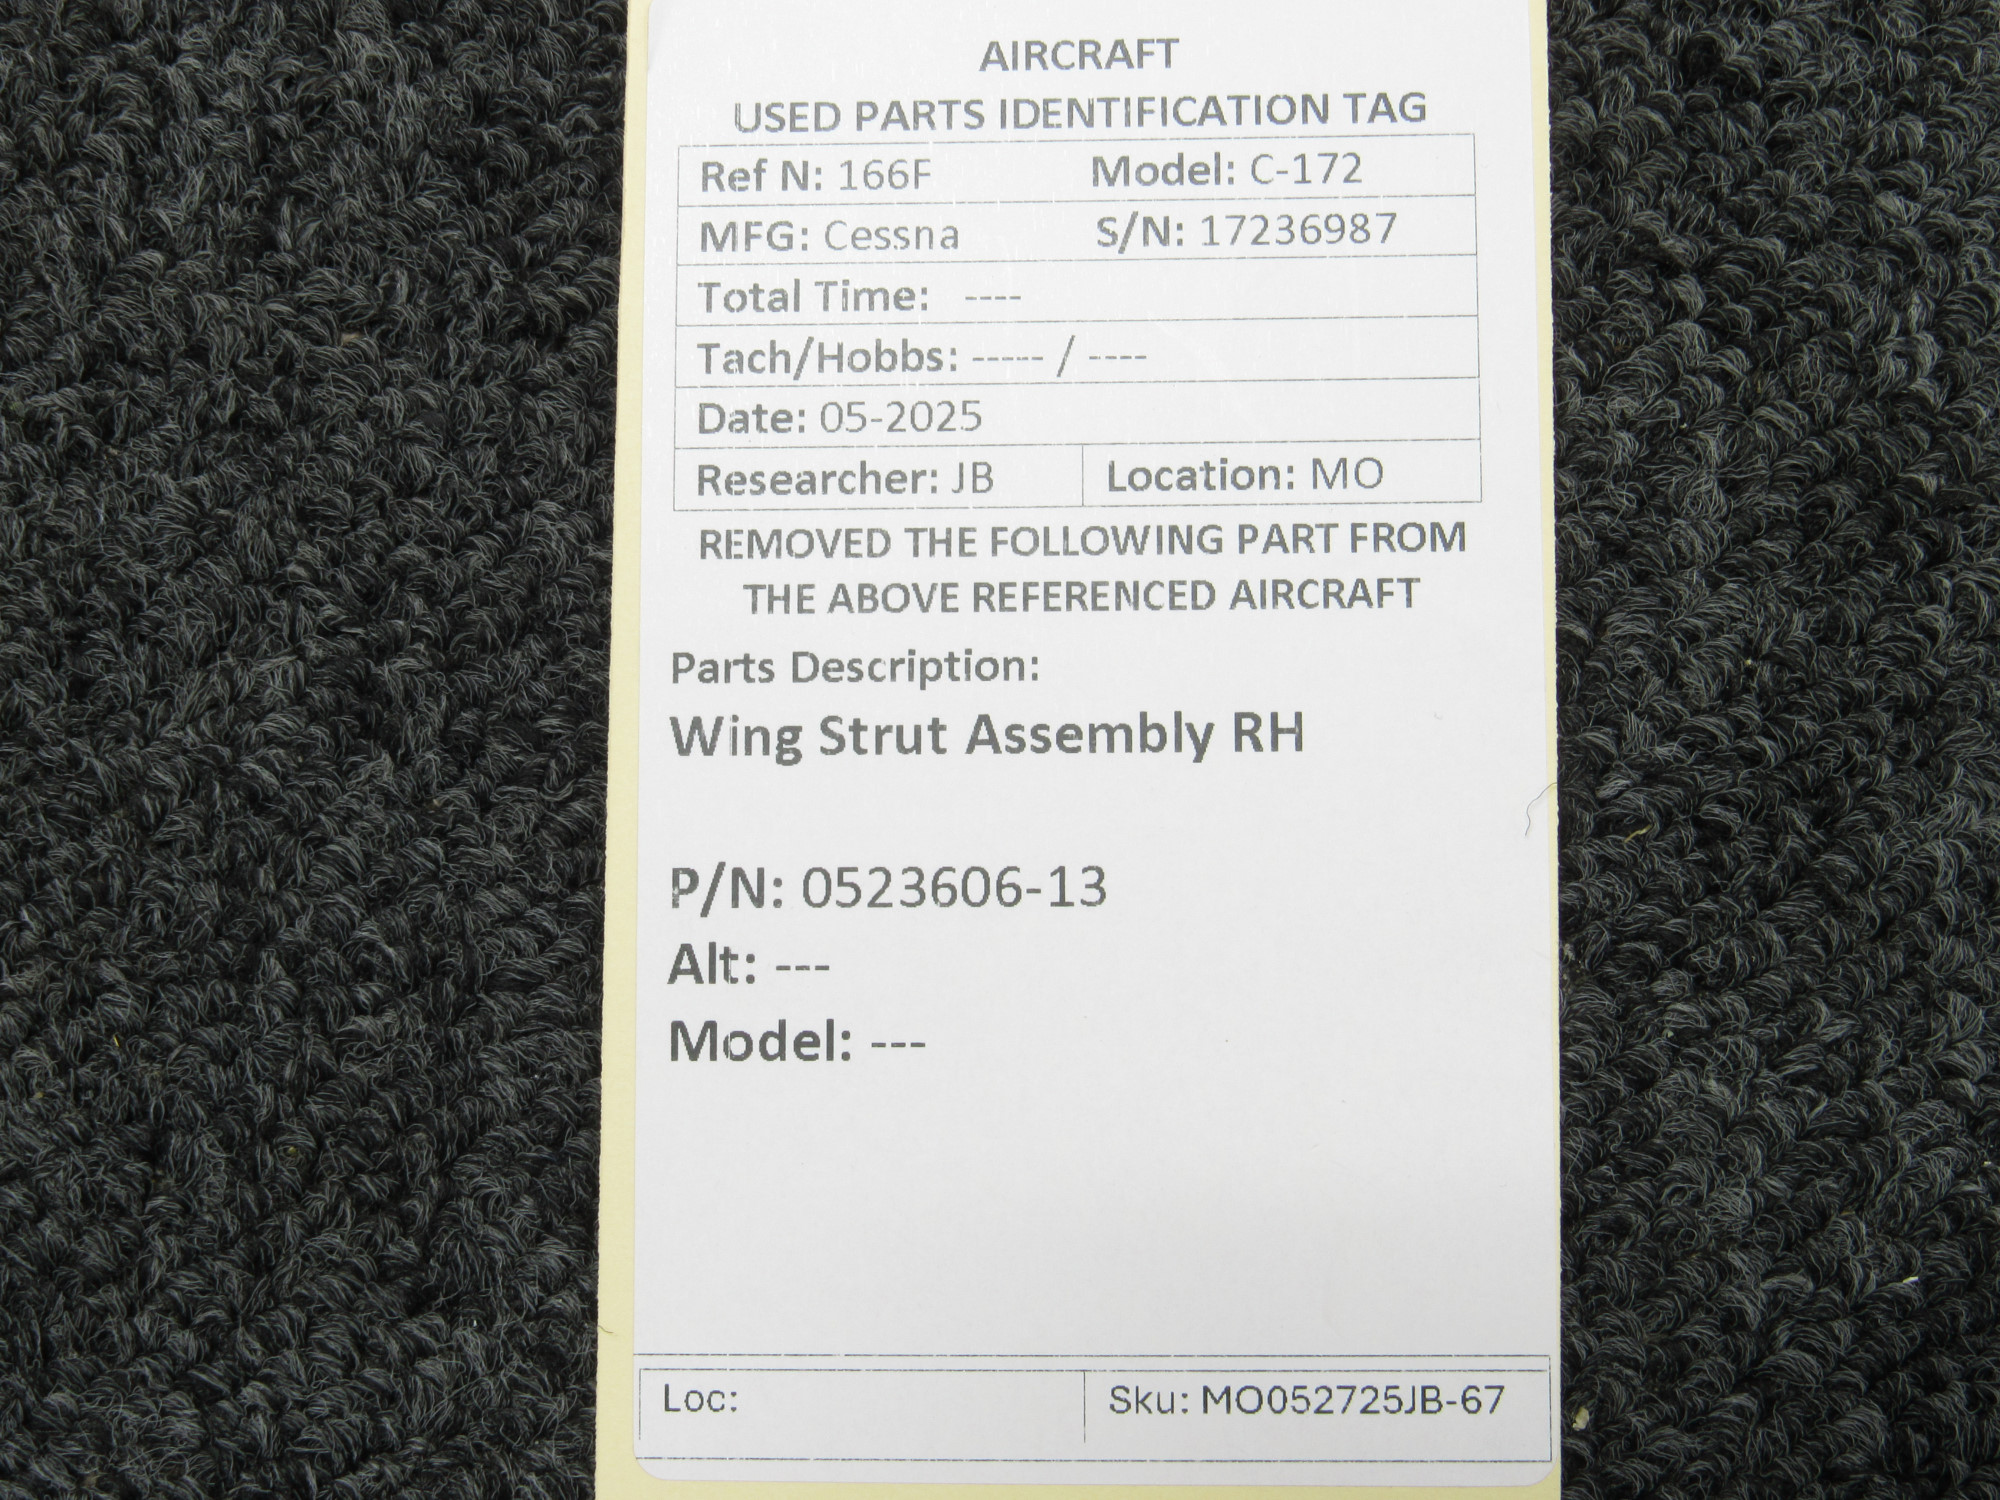 AIRCRAFT
USED PARTS IDENTIFICATION TAG
Ref N: 166F Model: C-172
MFG: Cessna S/N: 17236987
Total Time: ----
Tach/Hobbs: ----- / ----
Date: 05-2025
Researcher: JB Location: MO
REMOVED THE FOLLOWING PART FROM
THE ABOVE REFERENCED AIRCRAFT
Parts Description:
Wing Strut Assembly RH
P/N: 0523606-13
Alt: ---
Model: ---
Loc: Sku: MO052725JB-67